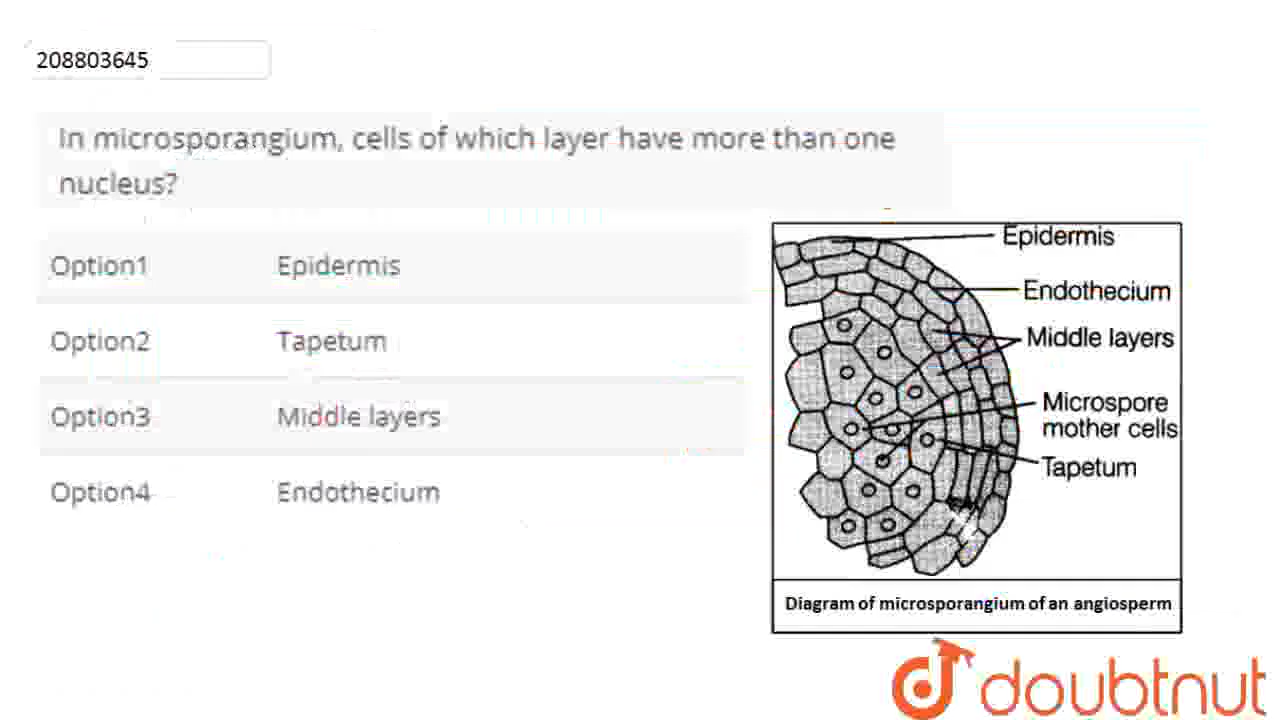 208803645
In microsporangium, cells of which layer have more than one
nucleus?
Option1 Epidermis
Option2 Tapetum
Option3 Middle layers
Option4 Endothecium
Epidermis
Endothecium
Middle layers
Microspore
mother cells
Tapetum
Diagram of microsporangium of an angiosperm
doubtnut